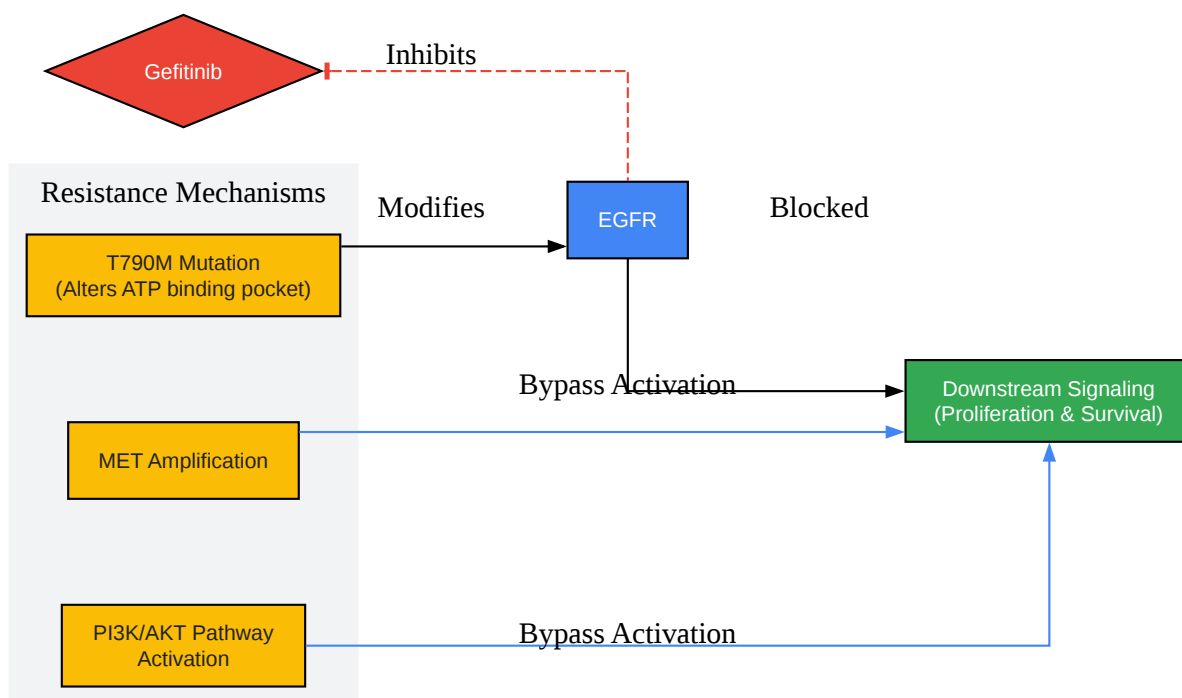 Inhibits
Gefitinib
Resistance Mechanisms
Modifies
EGFR
Blocked
T790M Mutation
(Alters ATP binding pocket)
Bypass Activation
Downstream Signaling
(Proliferation & Survival)
MET Amplification
PI3K/AKT Pathway
Activation
Bypass Activation